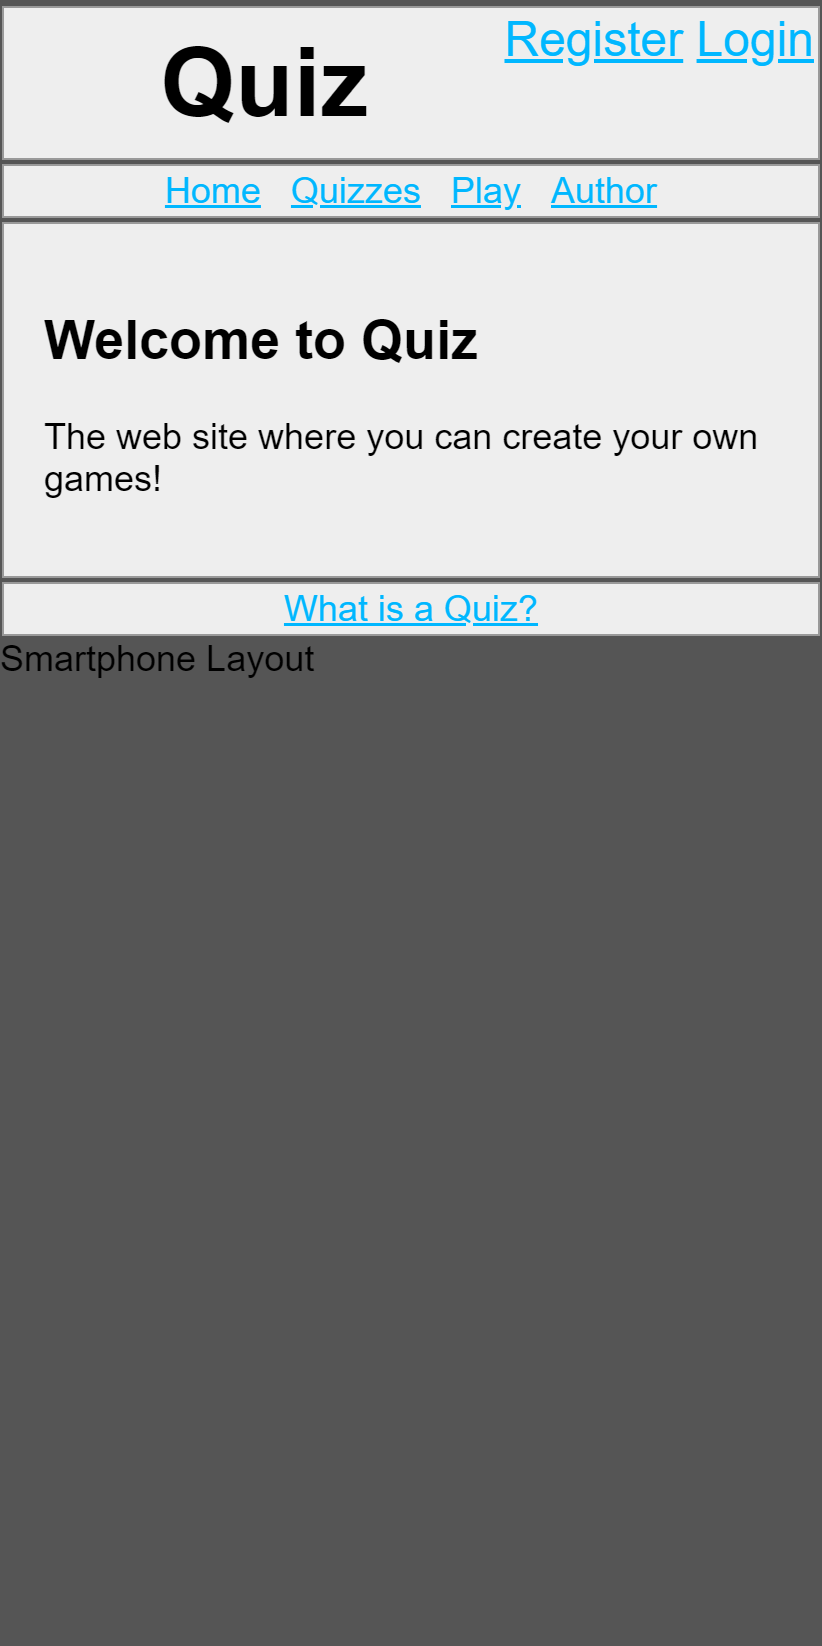 Register Login
Quiz
Home Quizzes Play Author
Welcome to Quiz
The web site where you can create your own
games!
What is a Quiz?
Smartphone Layout